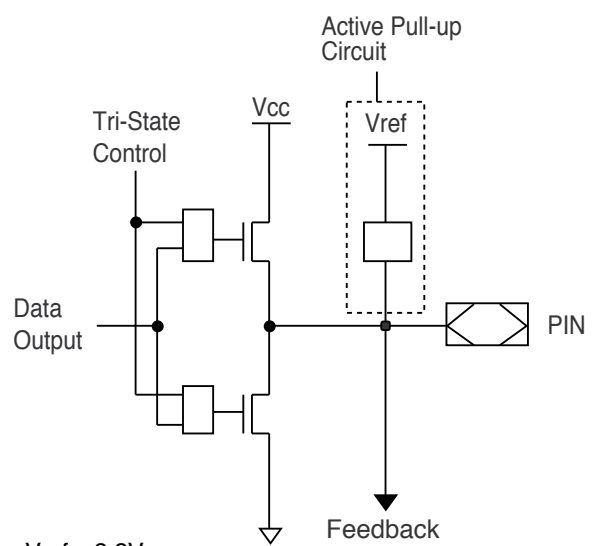 Active Pull-up
Circuit
Vcc
Vref
Tri-State
Control
Data
Output
PIN
Feedback